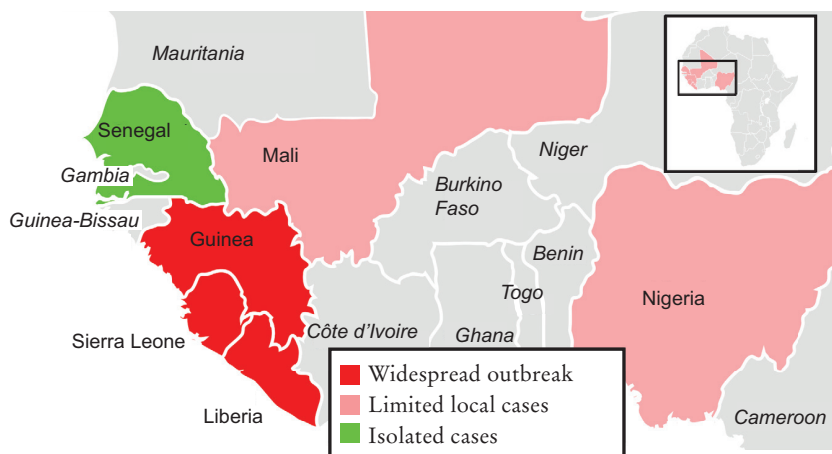 Mauritania
Senegal
Mali
Niger
Gambia
Burkino
Faso
Guinea-Bissau
Guinea
Benin
Togo
Nigeria
Sierra Leone
Côte d'Ivoire
Ghana
Widespread outbreak
Limited local cases
Liberia
Cameroon
Isolated cases